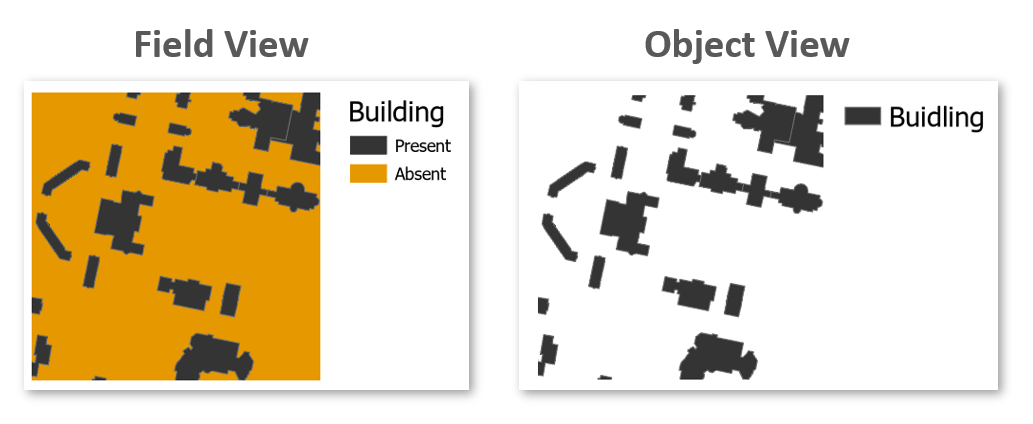 Field View
Object View
Building
Present
Absent
Buidling